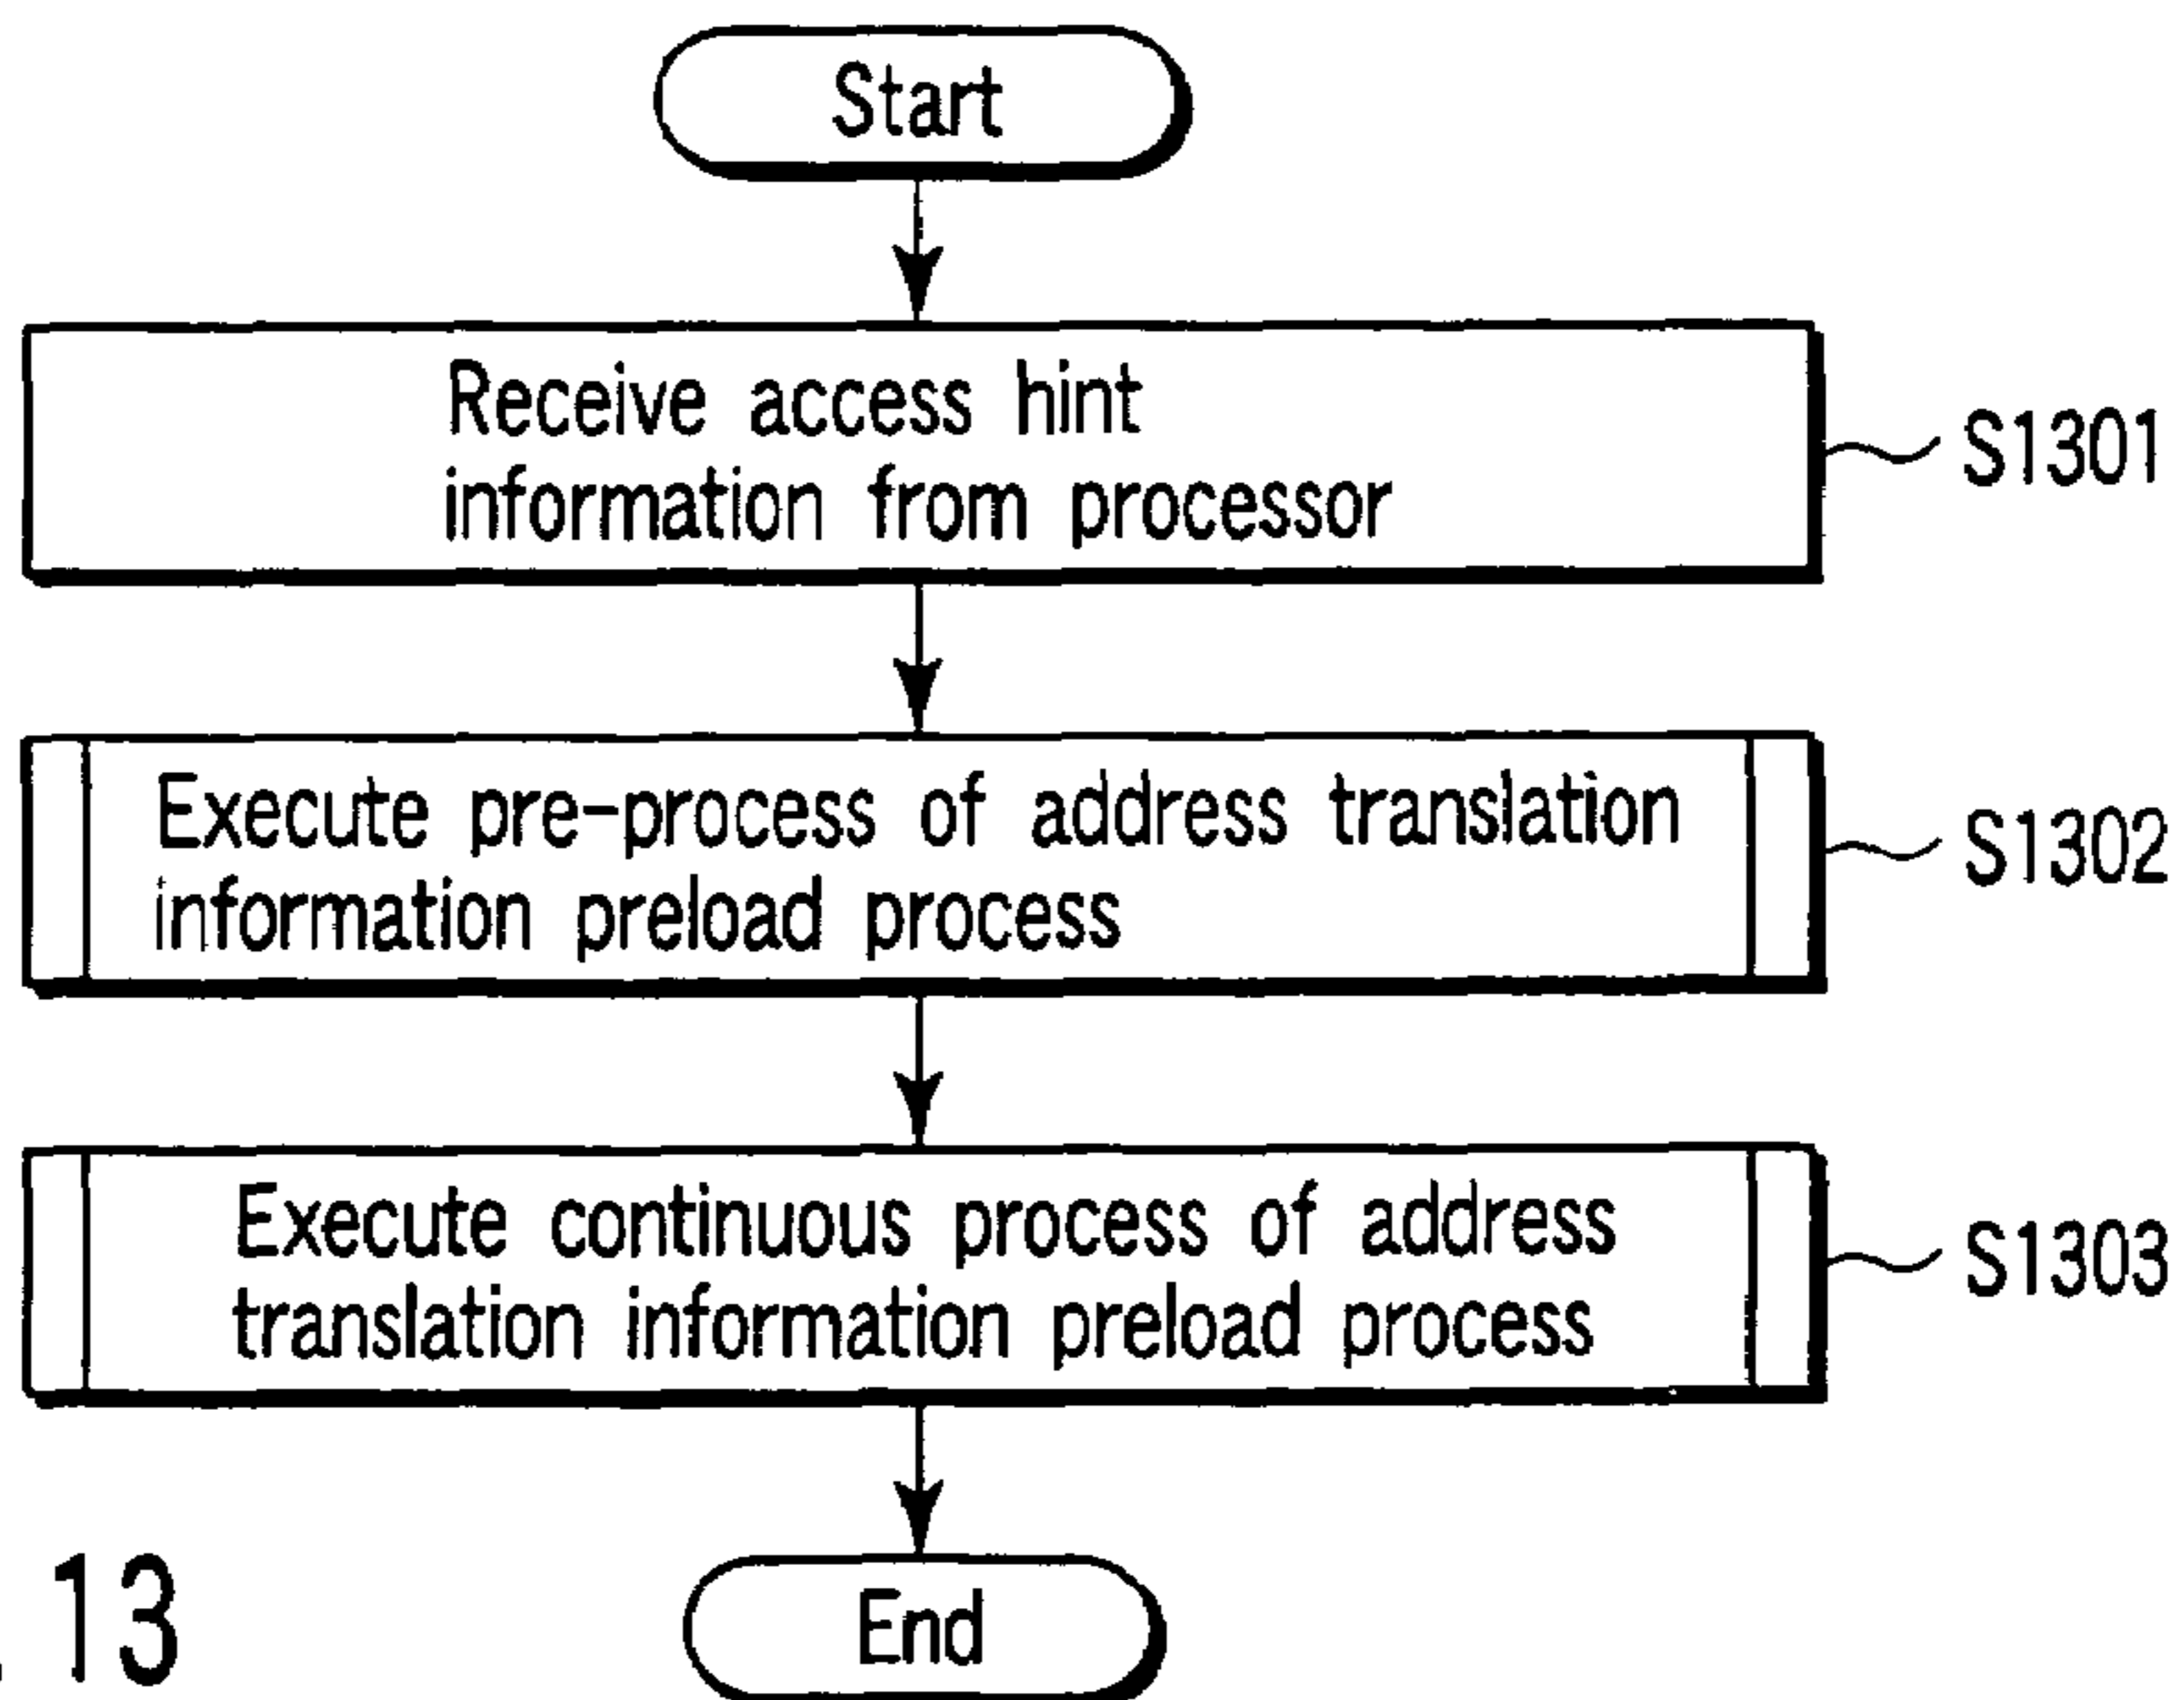 Start
Receive access hint
information from processor
S1301
Execute pre-process of address translation
information preload process
S1302
Execute continuous process of address
translation information preload process
S1303
End
13